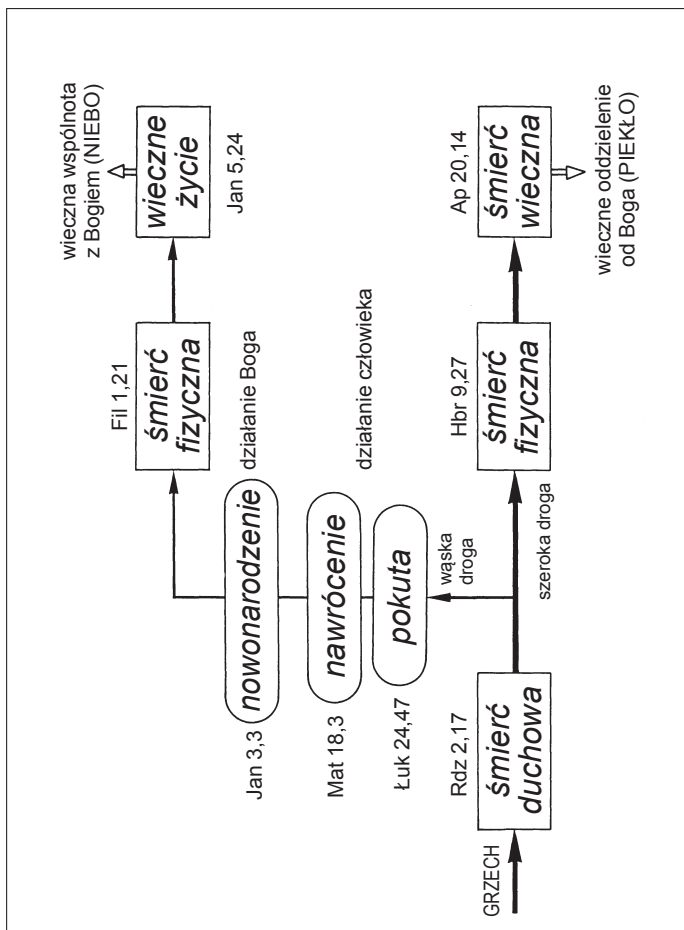 wieczna wspólnota
z Bogiem (NIEBO)
wieczne
życie
Jan 5,24
Fil 1,21
śmierć
fizyczna
Jan 3,3
nowonarodzenie
działanie Boga
Mat 18,3
nawrócenie
działanie człowieka
Łuk 24,47
pokuta
wąska
droga
GRZECH
Rdz 2,17
śmierć
duchowa
szeroka droga
Hbr 9,27
śmierć
fizyczna
Ap 20,14
śmierć
wieczna
wieczne oddzielenie
od Boga (PIEKŁO)